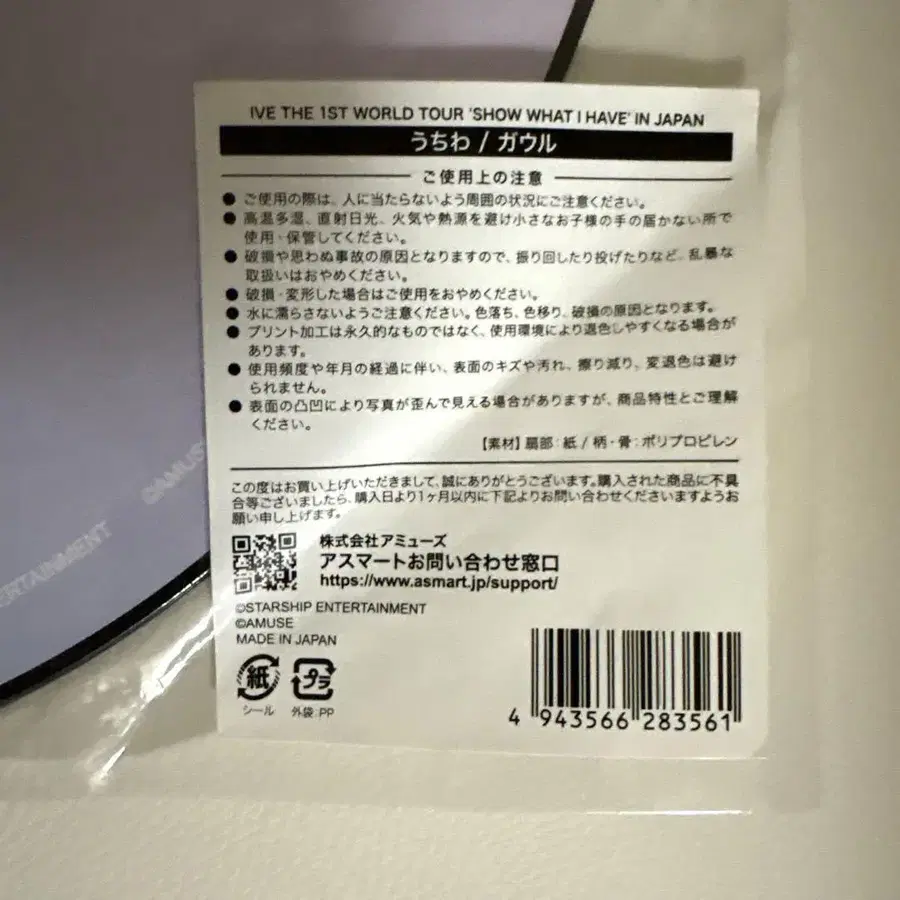 IVE THE 1ST WORLD TOUR 'SHOW WHAT I HAVE' IN JAPAN
うちわ / ガウル
ご使用上の注意
● ご使用の際は、人に当たらないよう周囲の状況にご注意ください。
● 高温多湿、直射日光、火気や熱源を避け小さなお子様の手の届かない所で
使用・保管してください。
● 破損や思わぬ事故の原因となりますので、振り回したり投げたりなど、乱暴な
取扱いはおやめください。
● 破損・変形した場合はご使用をおやめください。
● 水に濡らさないようご注意ください。色落ち、色移り、破損の原因となります。
● プリント加工は永久的なものではなく、使用環境により退色しやすくなる場合が
あります。
● 使用頻度や年月の経過に伴い、表面のキズや汚れ、擦り減り、変退色は避け
られません。
● 表面の凸凹により写真が歪んで見える場合がありますが、商品特性とご理解
ください。
【素材】扇部：紙 / 柄・骨：ポリプロピレン
この度はお買い上げいただきまして、誠にありがとうございます。購入された商品に不具
合等ございましたら、購入日より1ヶ月以内に下記よりお問い合わせくださいますようお
願い申し上げます。
株式会社アミューズ
アスマートお問い合わせ窓口
https://www.asmart.jp/support/
©STARSHIP ENTERTAINMENT
©AMUSE
MADE IN JAPAN
紙 プラ
シール 外袋：PP
4 943566 283561
©AMUSE
ERTAINMENT